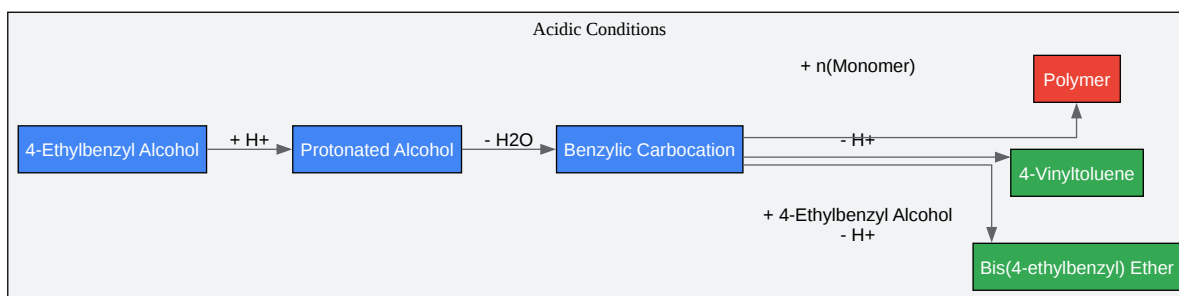 Acidic Conditions
+ n(Monomer)
Polymer
4-Ethylbenzyl Alcohol
+ H+
Protonated Alcohol
- H2O
Benzylic Carbocation
- H+
4-Vinyltoluene
+ 4-Ethylbenzyl Alcohol
- H+
Bis(4-ethylbenzyl) Ether